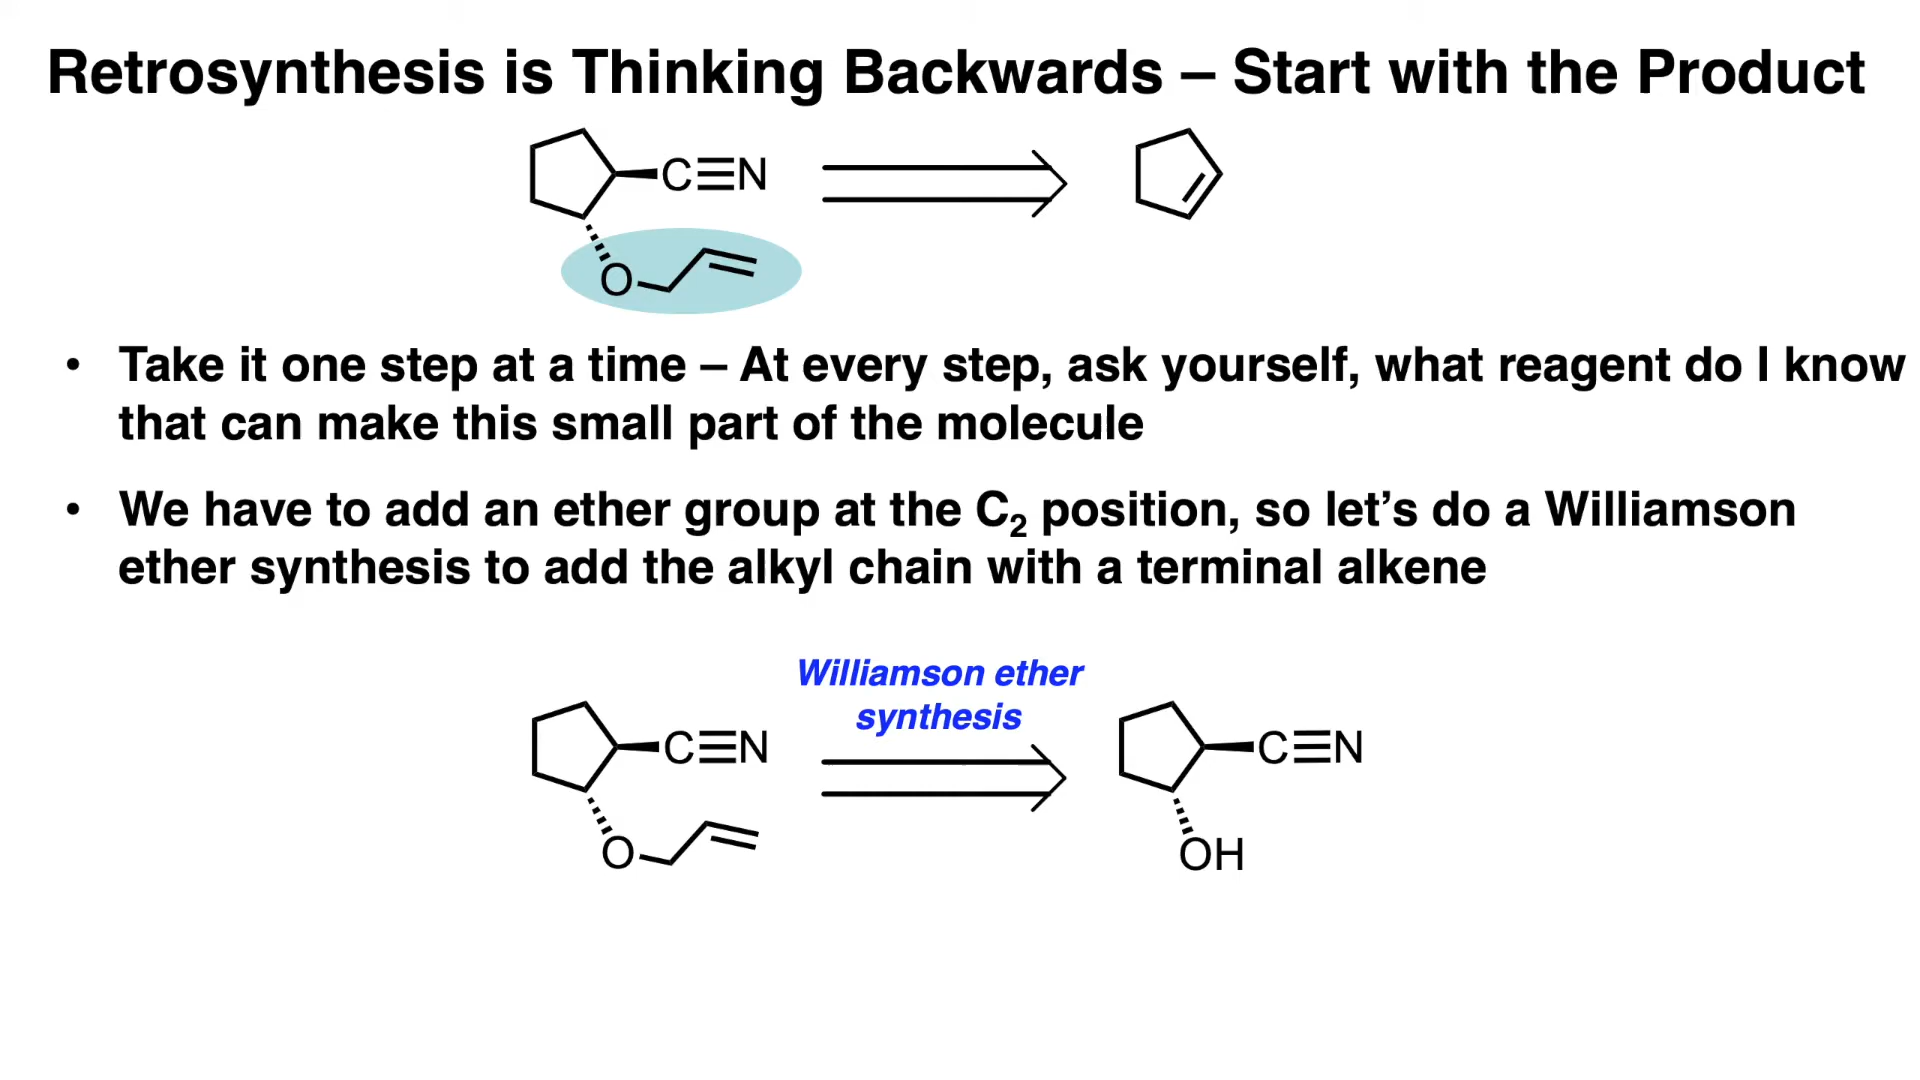 Retrosynthesis is Thinking Backwards – Start with the Product
C≡N
O
• Take it one step at a time – At every step, ask yourself, what reagent do I know
that can make this small part of the molecule
• We have to add an ether group at the C₂ position, so let’s do a Williamson
ether synthesis to add the alkyl chain with a terminal alkene
Williamson ether
synthesis
C≡N
C≡N
O
OH